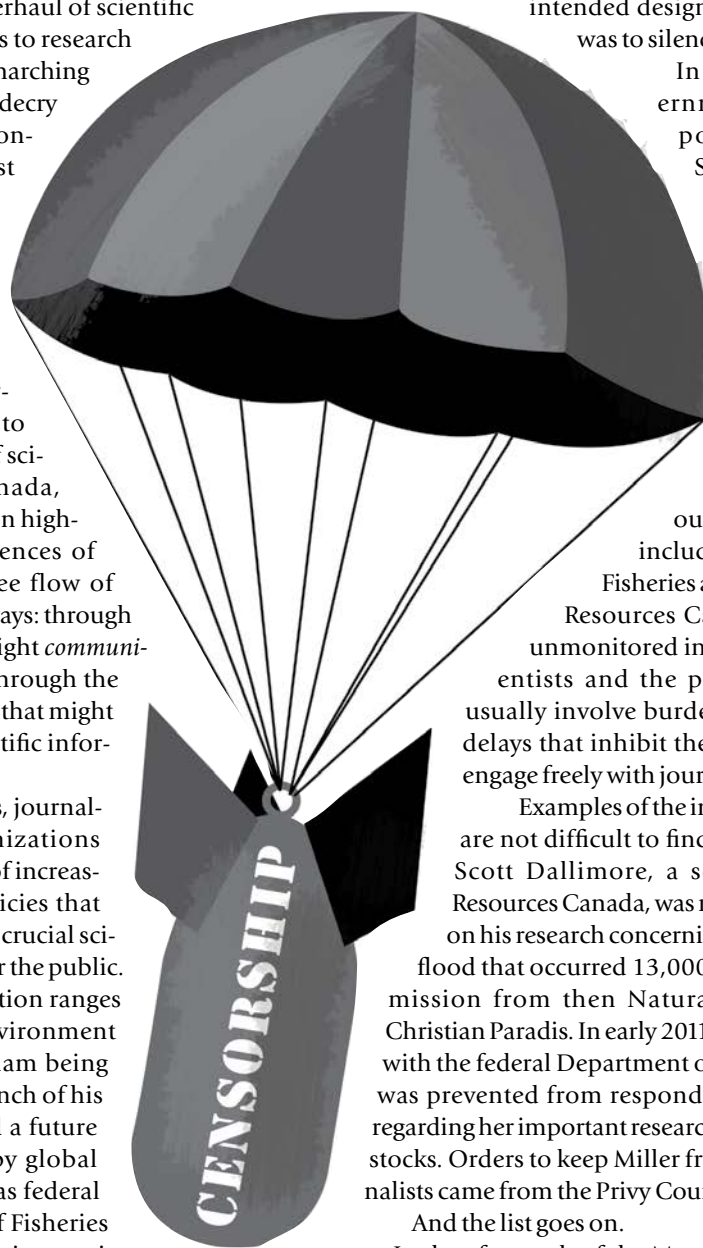 erhaul of scientific
s to research
narching
decry
on-
st
to
f sci-
nada,
n high-
ences of
ee flow of
ays: through
ight communi-
hrough the
that might
tific infor-
s, journal-
nizations
of increas-
icies that
crucial sci-
r the public.
tion ranges
vironment
am being
nch of his
a future
by global
as federal
f Fisheries
CENSORSHIP
intended design
was to silenc
In
ernn
po
S
ou
includ
Fisheries a
Resources Ca
unmonitored in
entists and the p
usually involve burde
delays that inhibit the
engage freely with jour
Examples of the in
are not difficult to find
Scott Dallimore, a s
Resources Canada, was r
on his research concerni
flood that occurred 13,000
mission from then Natura
Christian Paradis. In early 2011
with the federal Department o
was prevented from respond
regarding her important research
stocks. Orders to keep Miller fr
nalists came from the Privy Cour
And the list goes on.